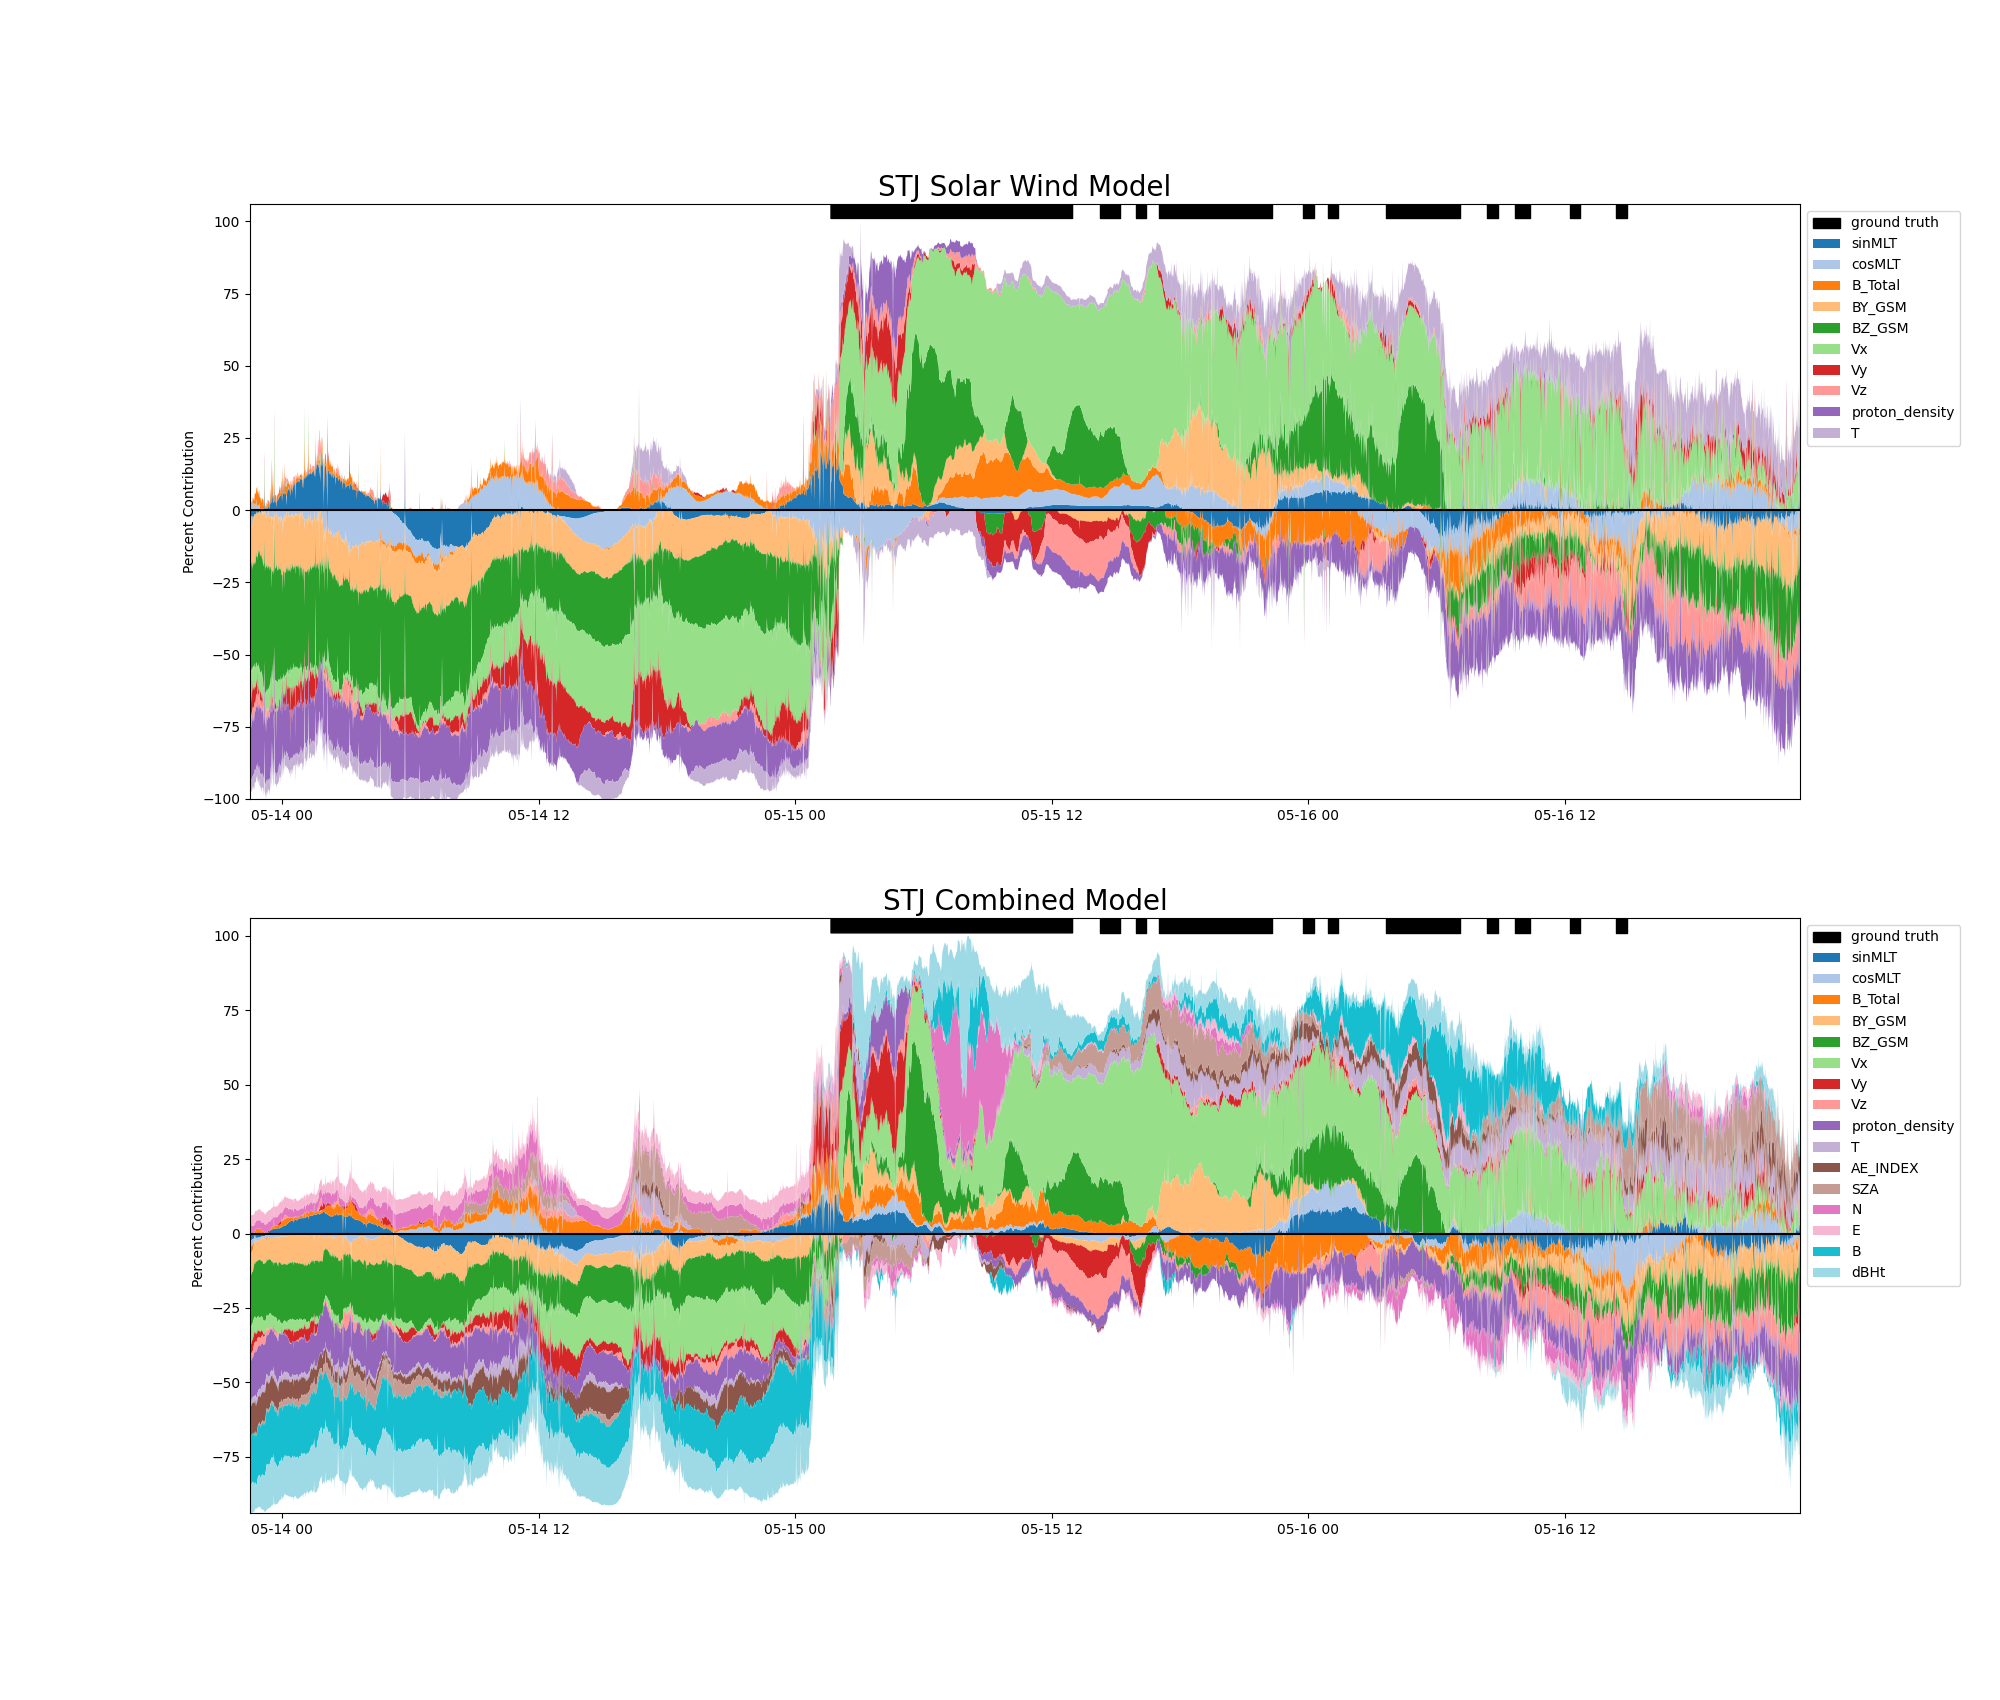 STJ Solar Wind Model
Percent Contribution
100
75
50
25
0
−25
−50
−75
−100
05-14 00
05-14 12
05-15 00
05-15 12
05-16 00
05-16 12
ground truth
sinMLT
cosMLT
B_Total
BY_GSM
BZ_GSM
Vx
Vy
Vz
proton_density
T
STJ Combined Model
Percent Contribution
100
75
50
25
0
−25
−50
−75
05-14 00
05-14 12
05-15 00
05-15 12
05-16 00
05-16 12
ground truth
sinMLT
cosMLT
B_Total
BY_GSM
BZ_GSM
Vx
Vy
Vz
proton_density
T
AE_INDEX
SZA
N
E
B
dBHt